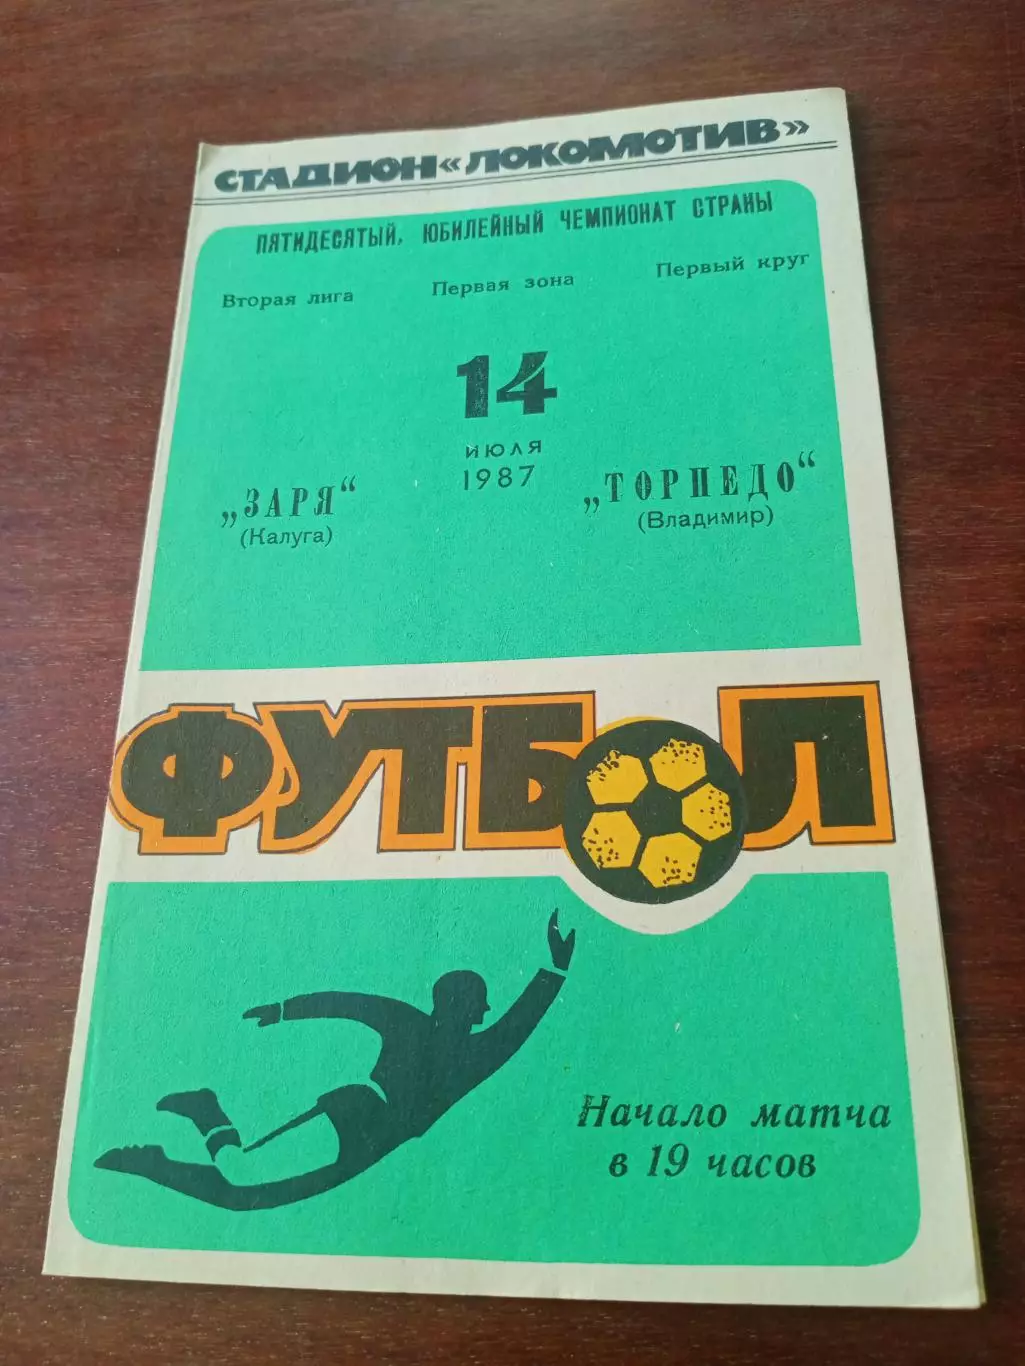 СТАДИОН «ЛОКОМОТИВ»
ПЯТИДЕСЯТЫЙ, ЮБИЛЕЙНЫЙ ЧЕМПИОНАТ СТРАНЫ
Вторая лига Первая зона Первый круг
14
ИЮЛЯ
1987
„ЗАРЯ“ „ТОРПЕДО“
(Калуга) (Владимир)
ФУТБОЛ
Начало матча
в 19 часов